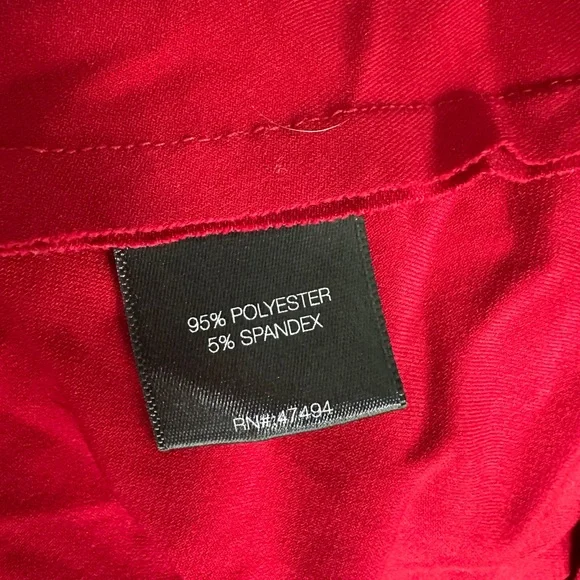 95% POLYESTER
5% SPANDEX
RN#:47494